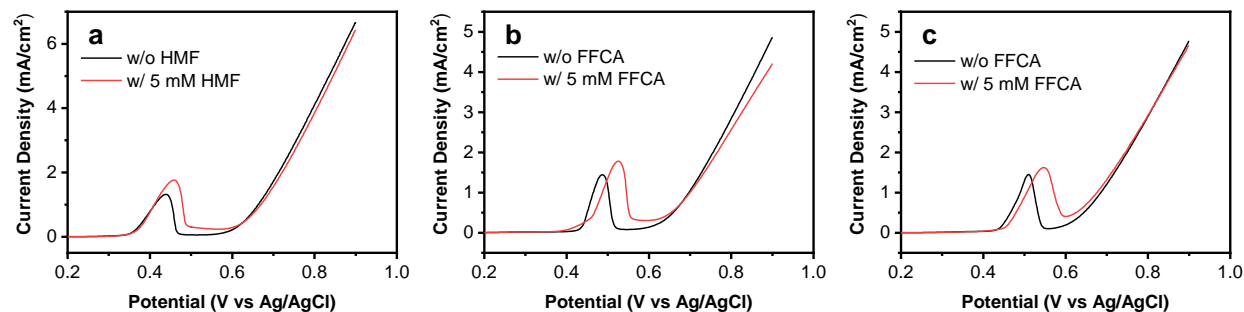 a
w/o HMF
w/ 5 mM HMF
Current Density (mA/cm²)
6
4
2
0
0.2 0.4 0.6 0.8 1.0
Potential (V vs Ag/AgCl)
b
w/o FFCA
w/ 5 mM FFCA
Current Density (mA/cm²)
5
4
3
2
1
0
0.2 0.4 0.6 0.8 1.0
Potential (V vs Ag/AgCl)
c
w/o FFCA
w/ 5 mM FFCA
Current Density (mA/cm²)
5
4
3
2
1
0
0.2 0.4 0.6 0.8 1.0
Potential (V vs Ag/AgCl)